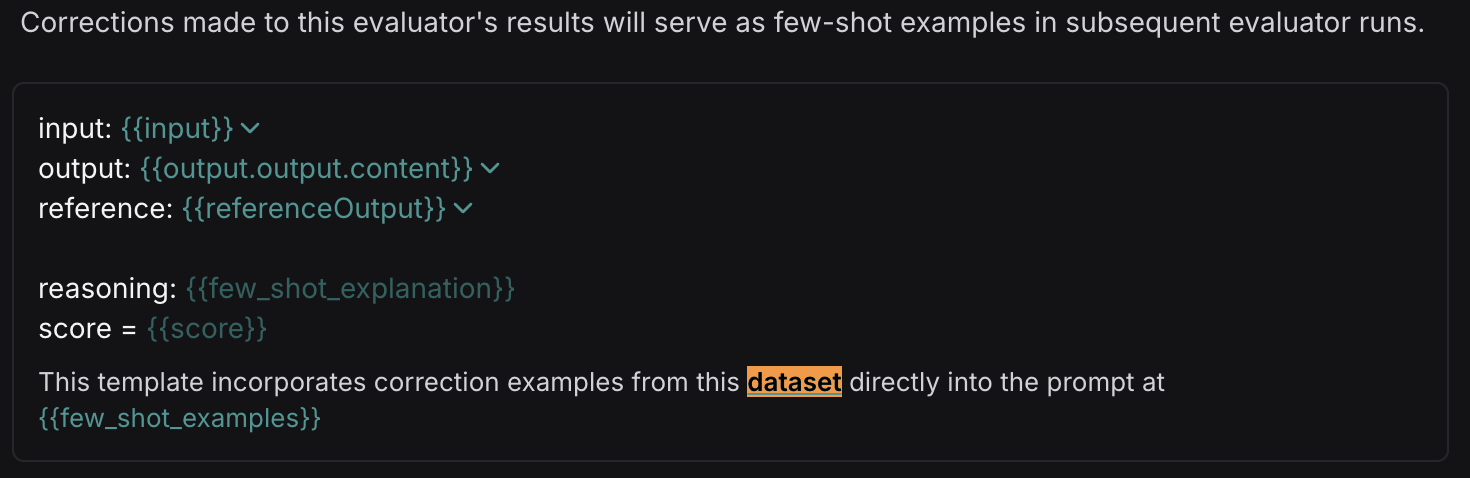 Corrections made to this evaluator's results will serve as few-shot examples in subsequent evaluator runs.
input: {{input}}
output: {{output.output.content}}
reference: {{referenceOutput}}
reasoning: {{few_shot_explanation}}
score = {{score}}
This template incorporates correction examples from this dataset directly into the prompt at
{{few_shot_examples}}